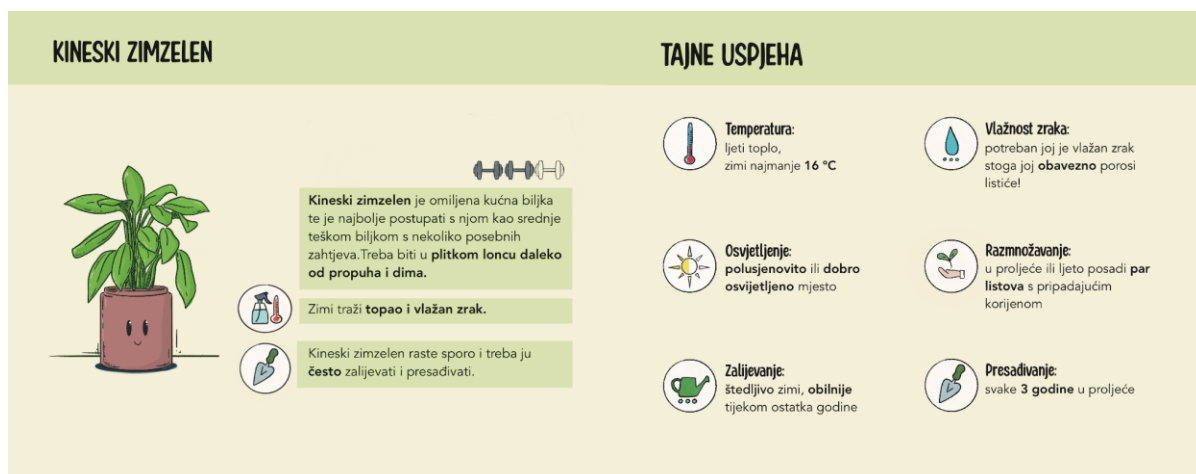 KINESKI ZIMZELEN
Kineski zimzelen je omiljena kućna biljka
te je najbolje postupati s njom kao srednje
teškom biljkom s nekoliko posebnih
zahtjeva.Treba biti u plitkom loncu daleko
od propuha i dima.
Zimi traži topao i vlažan zrak.
Kineski zimzelen raste sporo i treba ju
često zalijevati i presađivati.
TAJNE USPJEHA
Temperatura:
ljeti toplo,
zimi najmanje 16 °C
Vlažnost zraka:
potreban joj je vlažan zrak
stoga joj obavezno porosi
listiće!
Osvjetljenje:
polusjenovito ili dobro
osvijetljeno mjesto
Razmnožavanje:
u proljeće ili ljeto posadi par
listova s pripadajućim
korijenom
Zalijevanje:
štedljivo zimi, obilnije
tijekom ostatka godine
Presađivanje:
svake 3 godine u proljeće